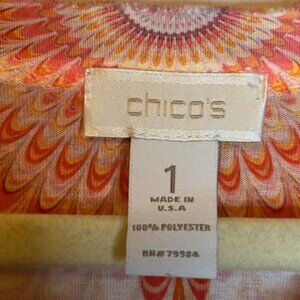 chico's
1
MADE IN
U.S.A
100% POLYESTER
RN# 79984